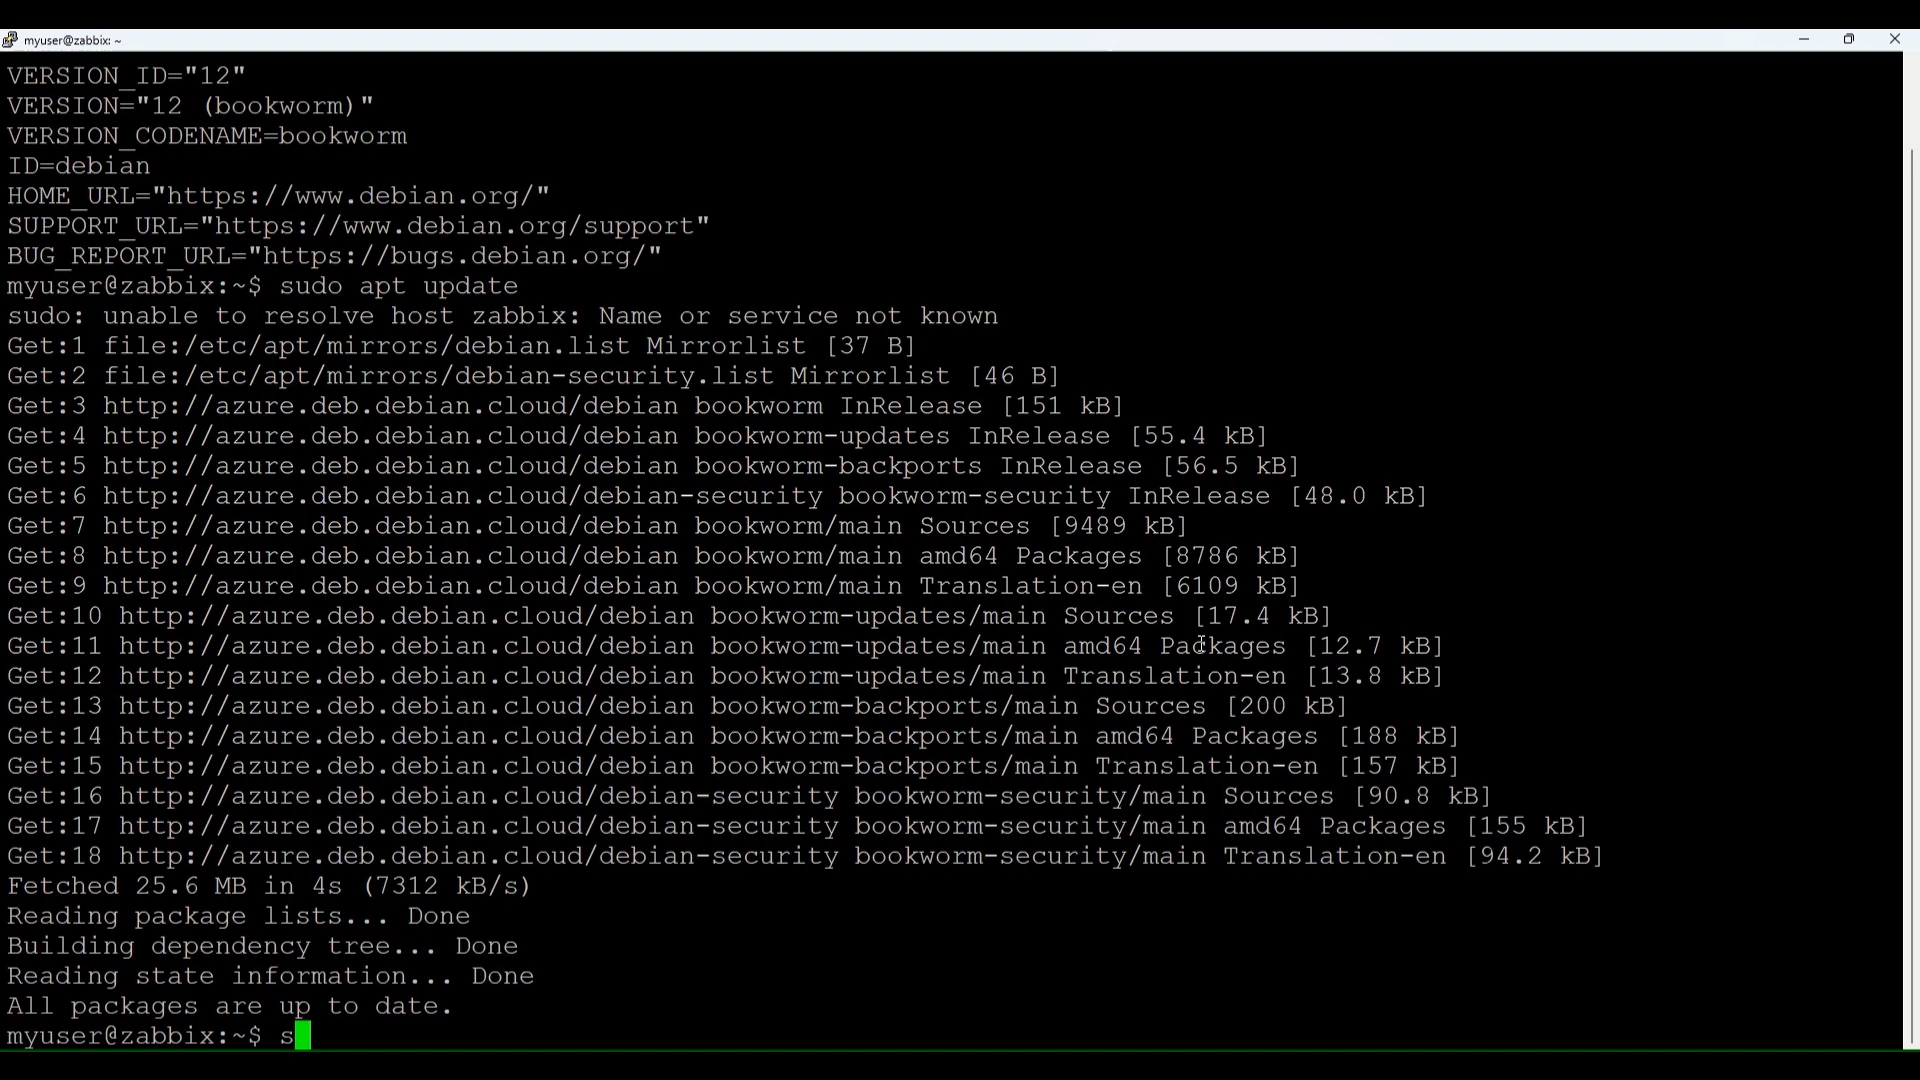 myuser@zabbix: ~
VERSION_ID="12"
VERSION="12 (bookworm)"
VERSION_CODENAME=bookworm
ID=debian
HOME_URL="https://www.debian.org/"
SUPPORT_URL="https://www.debian.org/support"
BUG_REPORT_URL="https://bugs.debian.org/"
myuser@zabbix:~$ sudo apt update
sudo: unable to resolve host zabbix: Name or service not known
Get:1 file:/etc/apt/mirrors/debian.list Mirrorlist [37 B]
Get:2 file:/etc/apt/mirrors/debian-security.list Mirrorlist [46 B]
Get:3 http://azure.deb.debian.cloud/debian bookworm InRelease [151 kB]
Get:4 http://azure.deb.debian.cloud/debian bookworm-updates InRelease [55.4 kB]
Get:5 http://azure.deb.debian.cloud/debian bookworm-backports InRelease [56.5 kB]
Get:6 http://azure.deb.debian.cloud/debian-security bookworm-security InRelease [48.0 kB]
Get:7 http://azure.deb.debian.cloud/debian bookworm/main Sources [9489 kB]
Get:8 http://azure.deb.debian.cloud/debian bookworm/main amd64 Packages [8786 kB]
Get:9 http://azure.deb.debian.cloud/debian bookworm/main Translation-en [6109 kB]
Get:10 http://azure.deb.debian.cloud/debian bookworm-updates/main Sources [17.4 kB]
Get:11 http://azure.deb.debian.cloud/debian bookworm-updates/main amd64 Packages [12.7 kB]
Get:12 http://azure.deb.debian.cloud/debian bookworm-updates/main Translation-en [13.8 kB]
Get:13 http://azure.deb.debian.cloud/debian bookworm-backports/main Sources [200 kB]
Get:14 http://azure.deb.debian.cloud/debian bookworm-backports/main amd64 Packages [188 kB]
Get:15 http://azure.deb.debian.cloud/debian bookworm-backports/main Translation-en [157 kB]
Get:16 http://azure.deb.debian.cloud/debian-security bookworm-security/main Sources [90.8 kB]
Get:17 http://azure.deb.debian.cloud/debian-security bookworm-security/main amd64 Packages [155 kB]
Get:18 http://azure.deb.debian.cloud/debian-security bookworm-security/main Translation-en [94.2 kB]
Fetched 25.6 MB in 4s (7312 kB/s)
Reading package lists... Done
Building dependency tree... Done
Reading state information... Done
All packages are up to date.
myuser@zabbix:~$ s